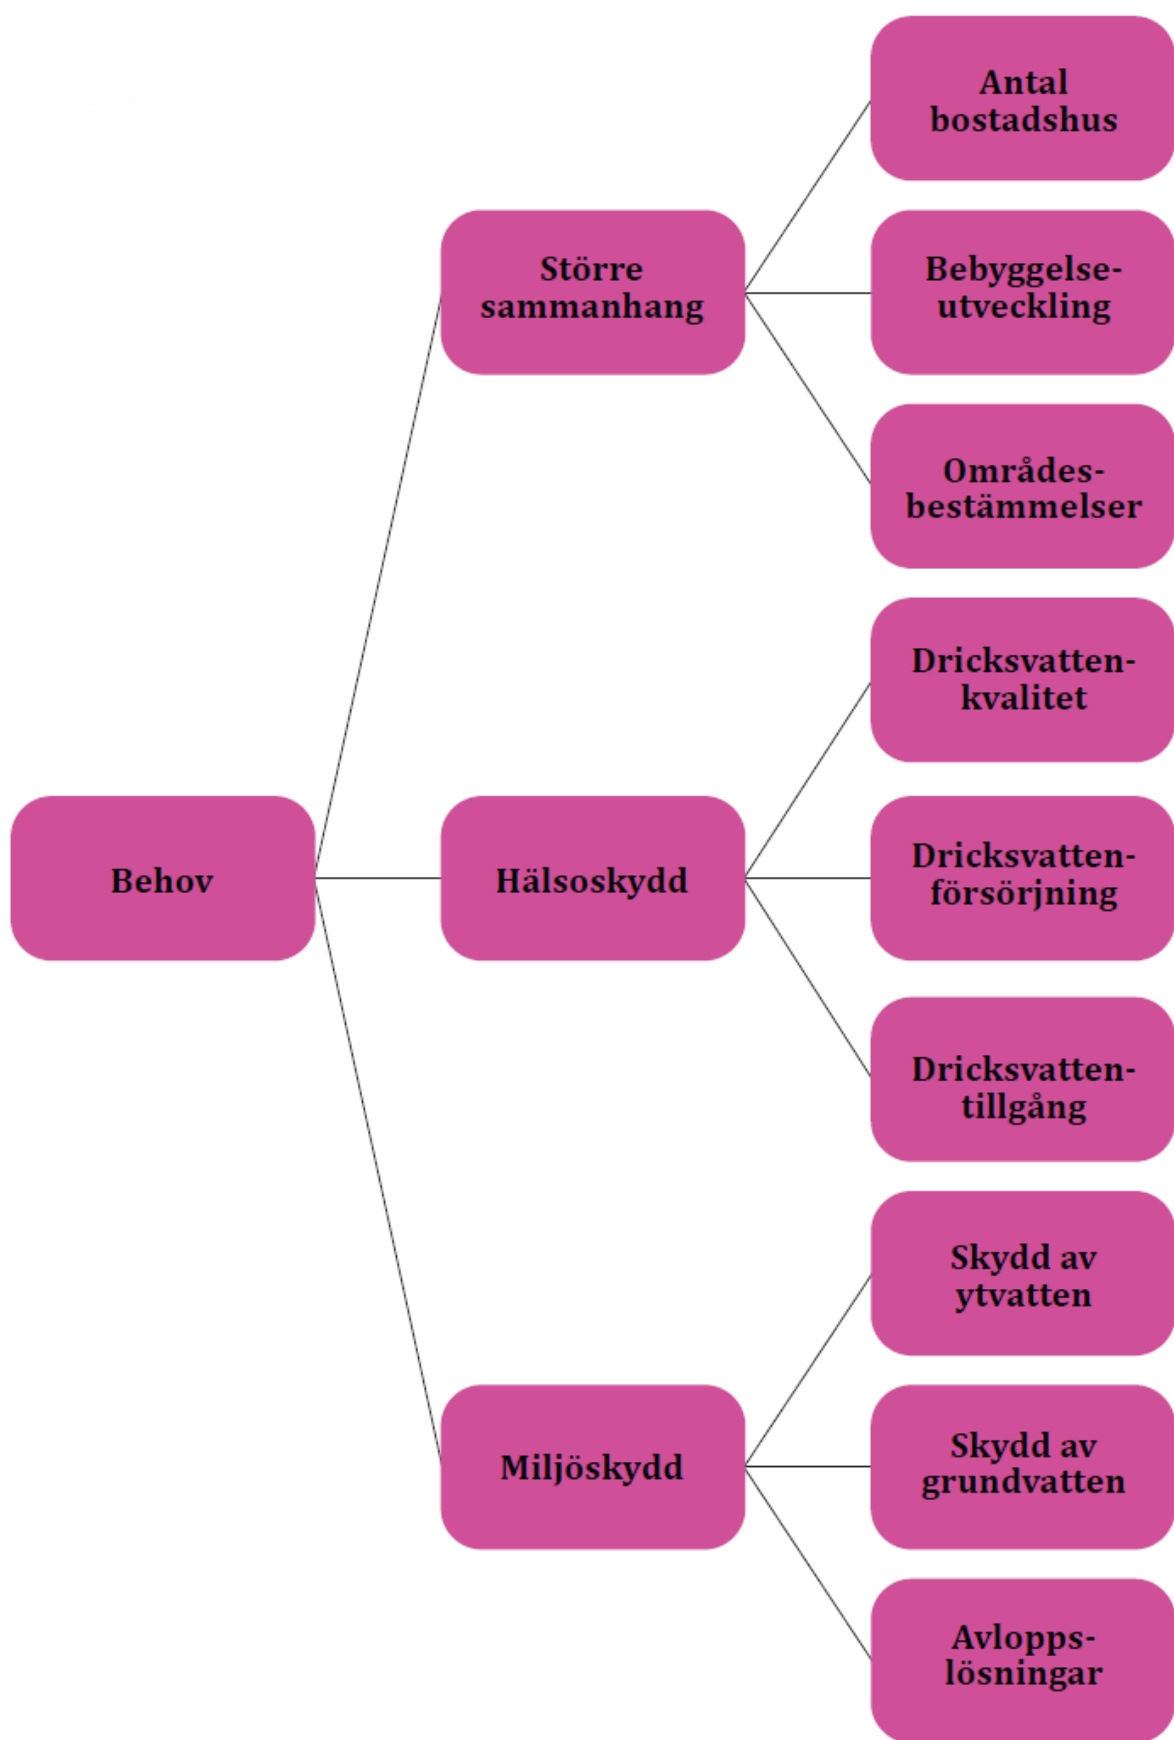 Antal
bostadshus
Större
sammanhang
Bebyggelse-
utveckling
Områdes-
bestämmelser
Dricksvatten-
kvalitet
Behov
Hälsoskydd
Dricksvatten-
försörjning
Dricksvatten-
tillgång
Skydd av
ytvatten
Miljöskydd
Skydd av
grundvatten
Avlopps-
lösningar